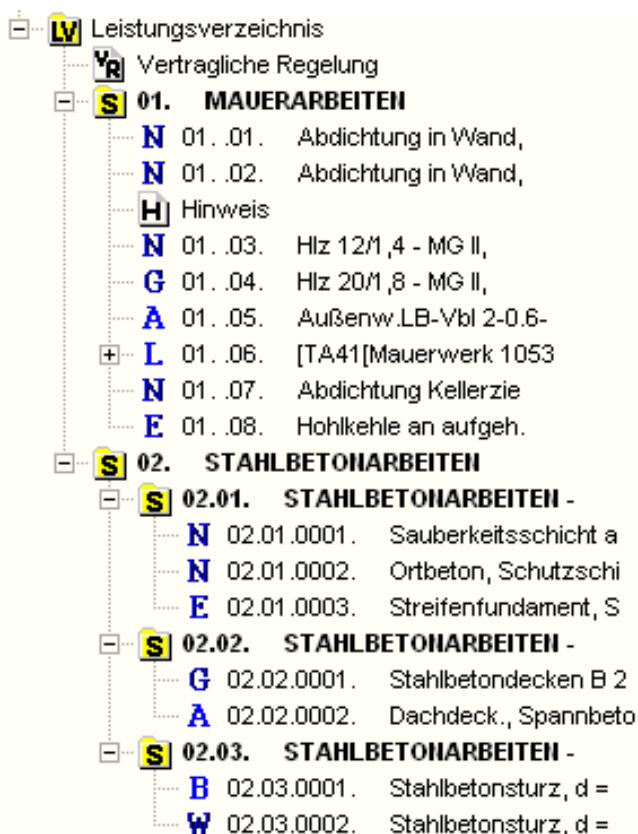 LV Leistungsverzeichnis
VR Vertragliche Regelung
S 01. MAUERARBEITEN
N 01. .01. Abdichtung in Wand,
N 01. .02. Abdichtung in Wand,
H Hinweis
N 01. .03. Hlz 12/1,4 - MG II,
G 01. .04. Hlz 20/1,8 - MG II,
A 01. .05. Außenw.LB-Vbl 2-0.6-
L 01. .06. [TA41[Mauerwerk 1053
N 01. .07. Abdichtung Kellerzie
E 01. .08. Hohlkehle an aufgeh.
S 02. STAHLBETONARBEITEN
S 02.01. STAHLBETONARBEITEN -
N 02.01.0001. Sauberkeitsschicht a
N 02.01.0002. Ortbeton, Schutzschi
E 02.01.0003. Streifenfundament, S
S 02.02. STAHLBETONARBEITEN -
G 02.02.0001. Stahlbetondecken B 2
A 02.02.0002. Dachdeck., Spannbeto
S 02.03. STAHLBETONARBEITEN -
B 02.03.0001. Stahlbetonsturz, d =
W 02.03.0002. Stahlbetonsturz, d =